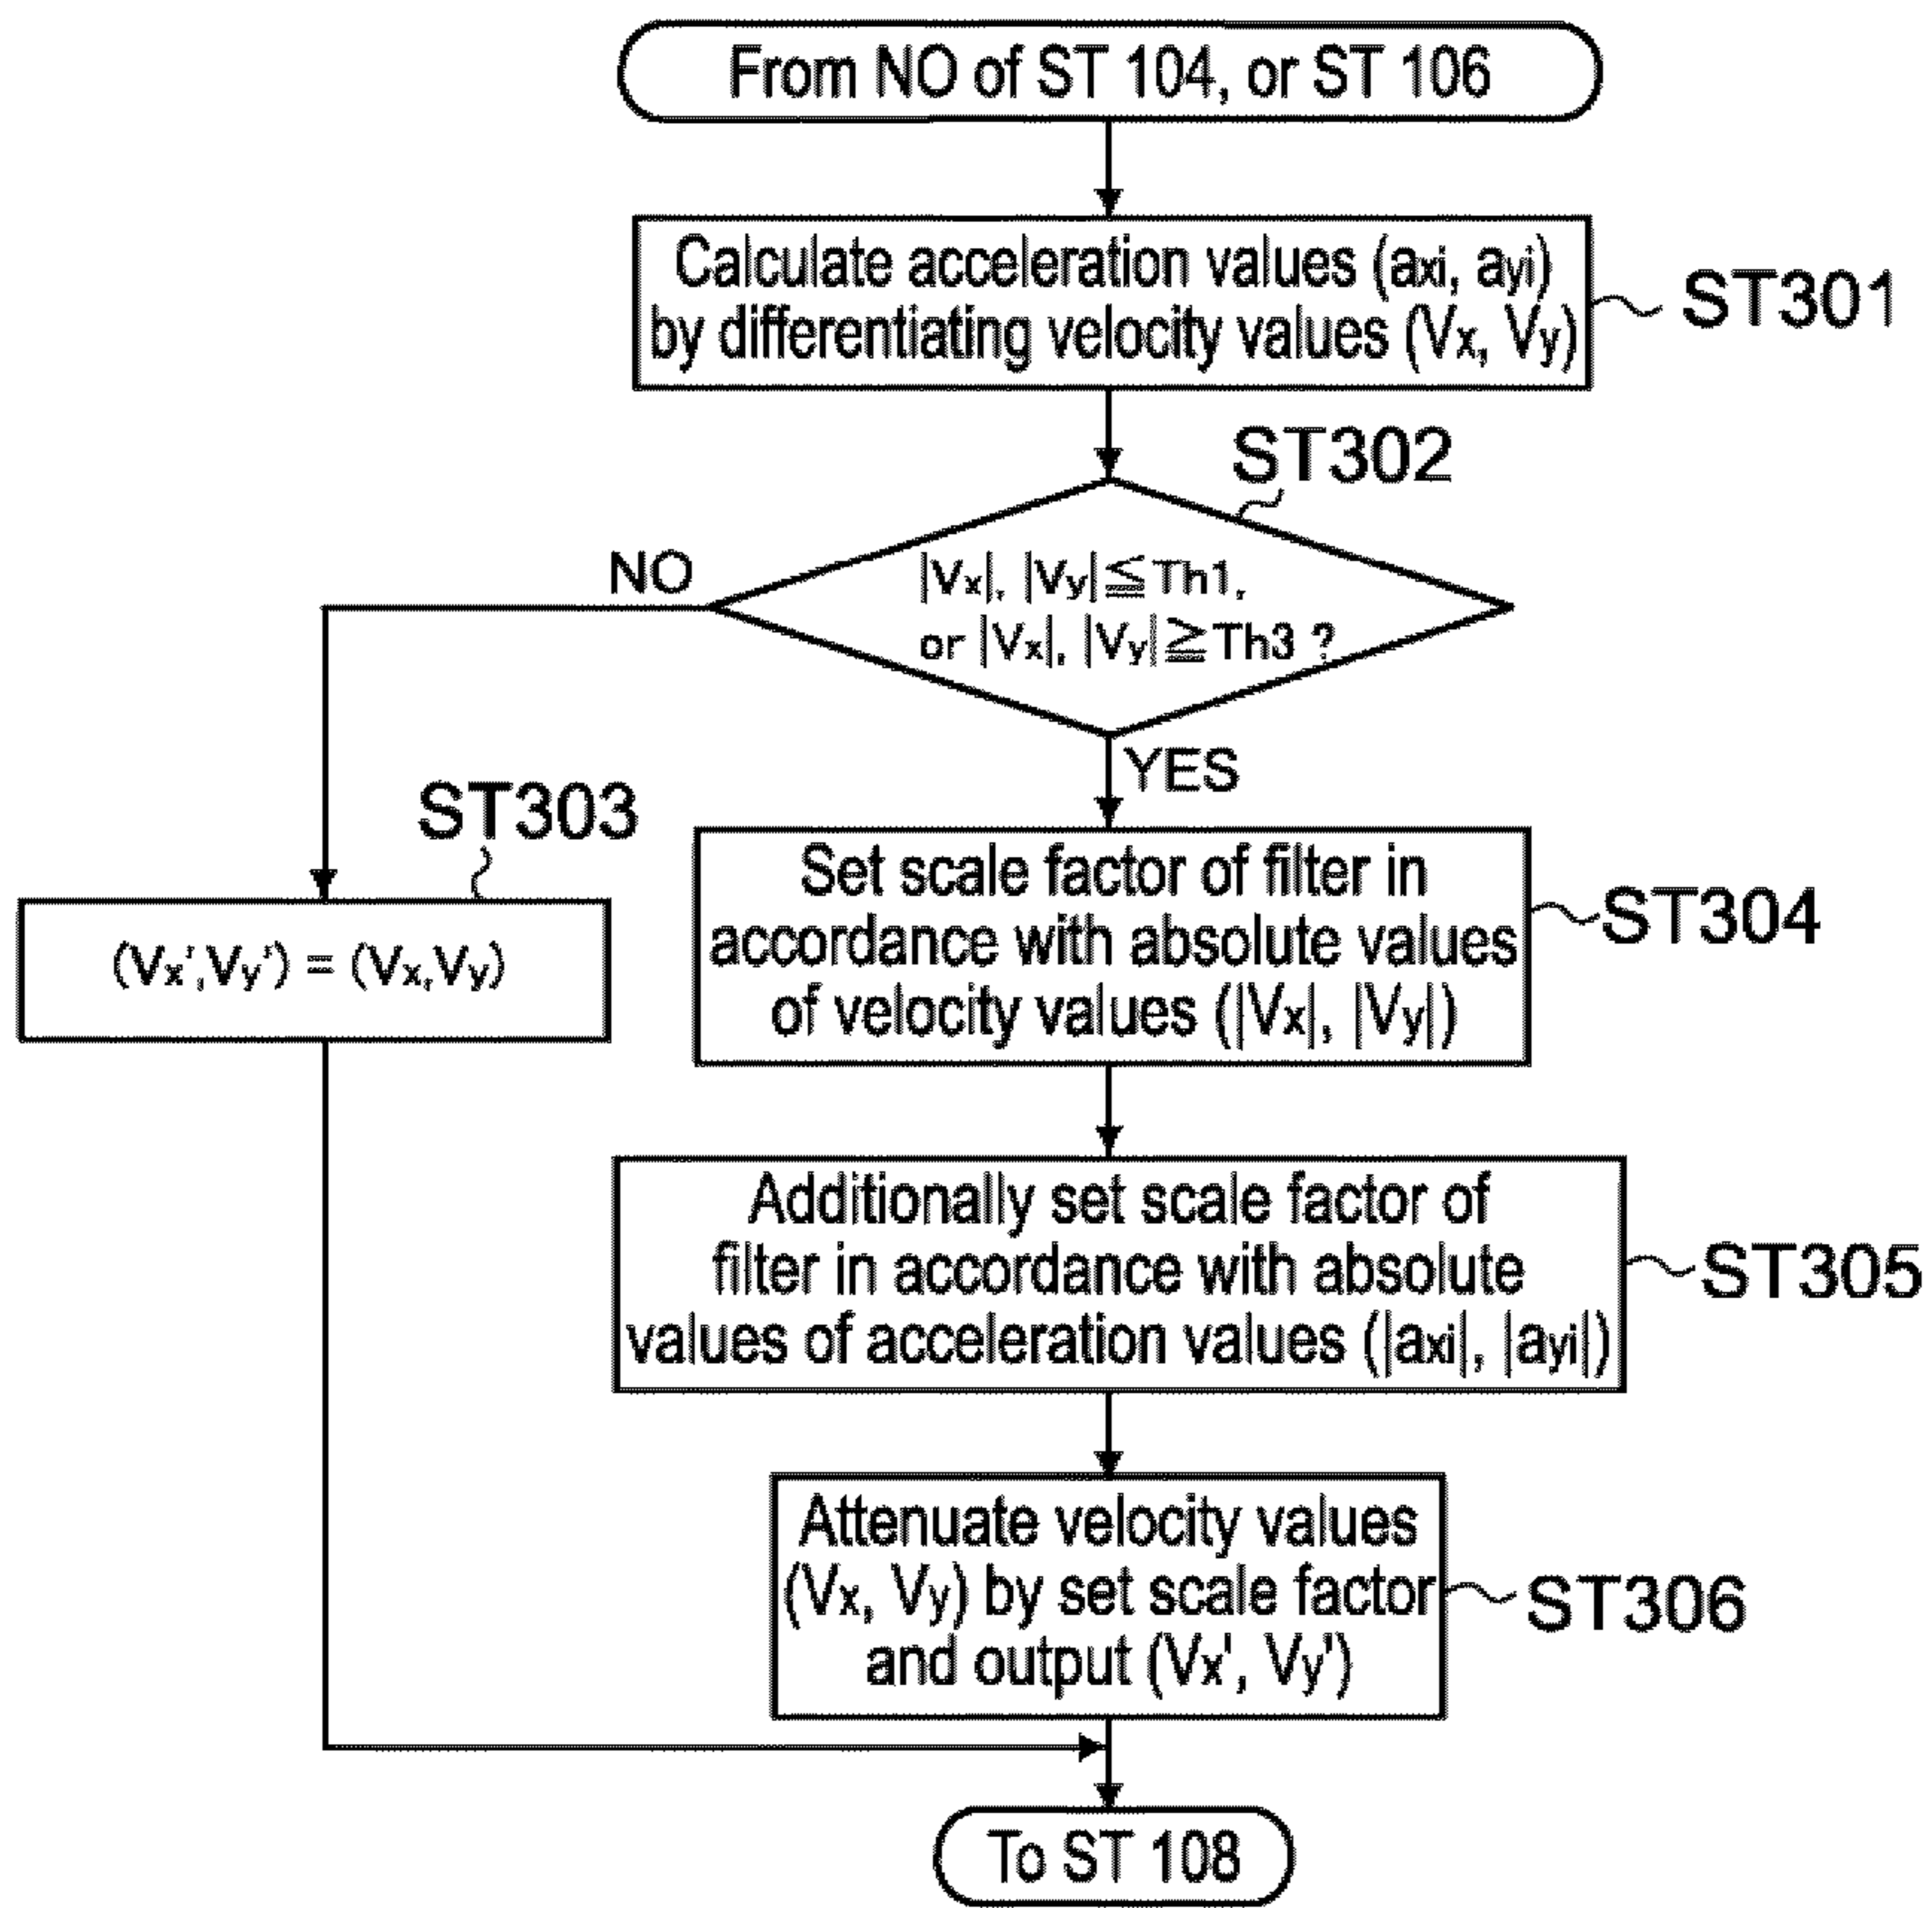 From NO of ST 104, or ST 106
Calculate acceleration values (axi, ayi)
by differentiating velocity values (Vx, Vy)
ST301
ST302
NO
|Vx|, |Vy|≦Th1,
or |Vx|, |Vy|≧Th3 ?
YES
ST303
(Vx',Vy') = (Vx,Vy)
Set scale factor of filter in
accordance with absolute values
of velocity values (|Vx|, |Vy|)
ST304
Additionally set scale factor of
filter in accordance with absolute
values of acceleration values (|axi|, |ayi|)
ST305
Attenuate velocity values
(Vx, Vy) by set scale factor
and output (Vx', Vy')
ST306
To ST 108